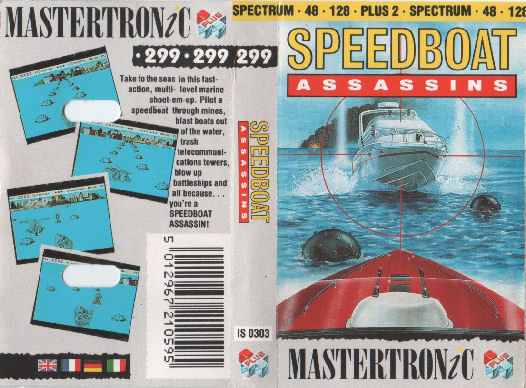 MASTERTRONiC
PLUS
·299·299
299
Take to the seas in this fast-
action, multi- level marine
shoot-em-up. Pilot a
speedboat through mines,
blast boats out
of the water,
trash
telecommuni-
cations towers,
blow up
battleships and
all because...
you're a
SPEEDBOAT
ASSASSIN!
5 012967 210595
SPEEDBOAT
ASSASSINS
IS 0303
PLUS
SPECTRUM · 48 · 128 · PLUS 2 · SPECTRUM · 48 · 128
SPEEDBOAT
ASSASSINS
MASTERTRONiC
PLUS